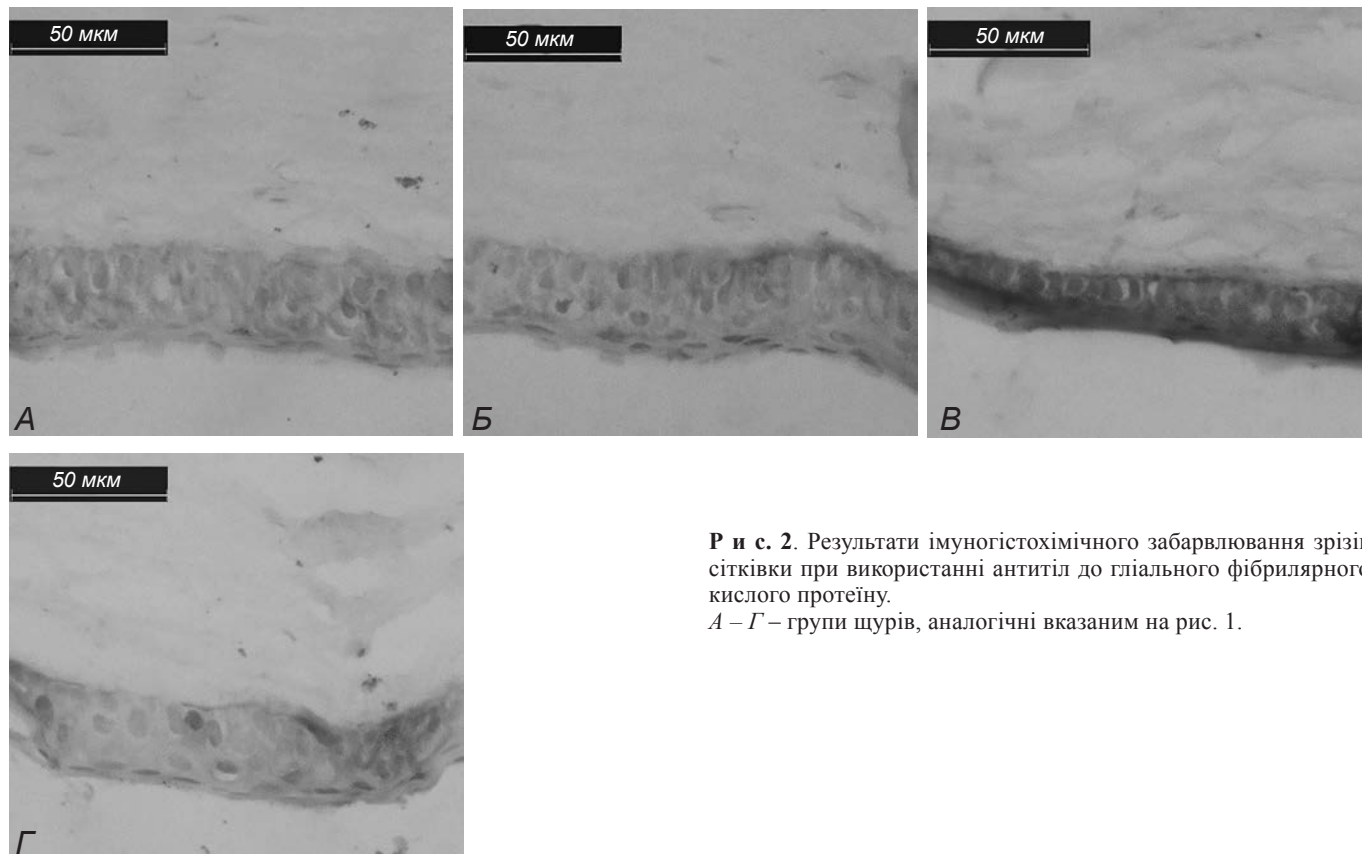 50 мкм
50 мкм
50 мкм
А
Б
В
50 мкм
Г
Р и с. 2. Результати імуногістохімічного забарвлювання зрізі
сітківки при використанні антитіл до гліального фібрилярного
кислого протеїну.
А – Г – групи щурів, аналогічні вказаним на рис. 1.